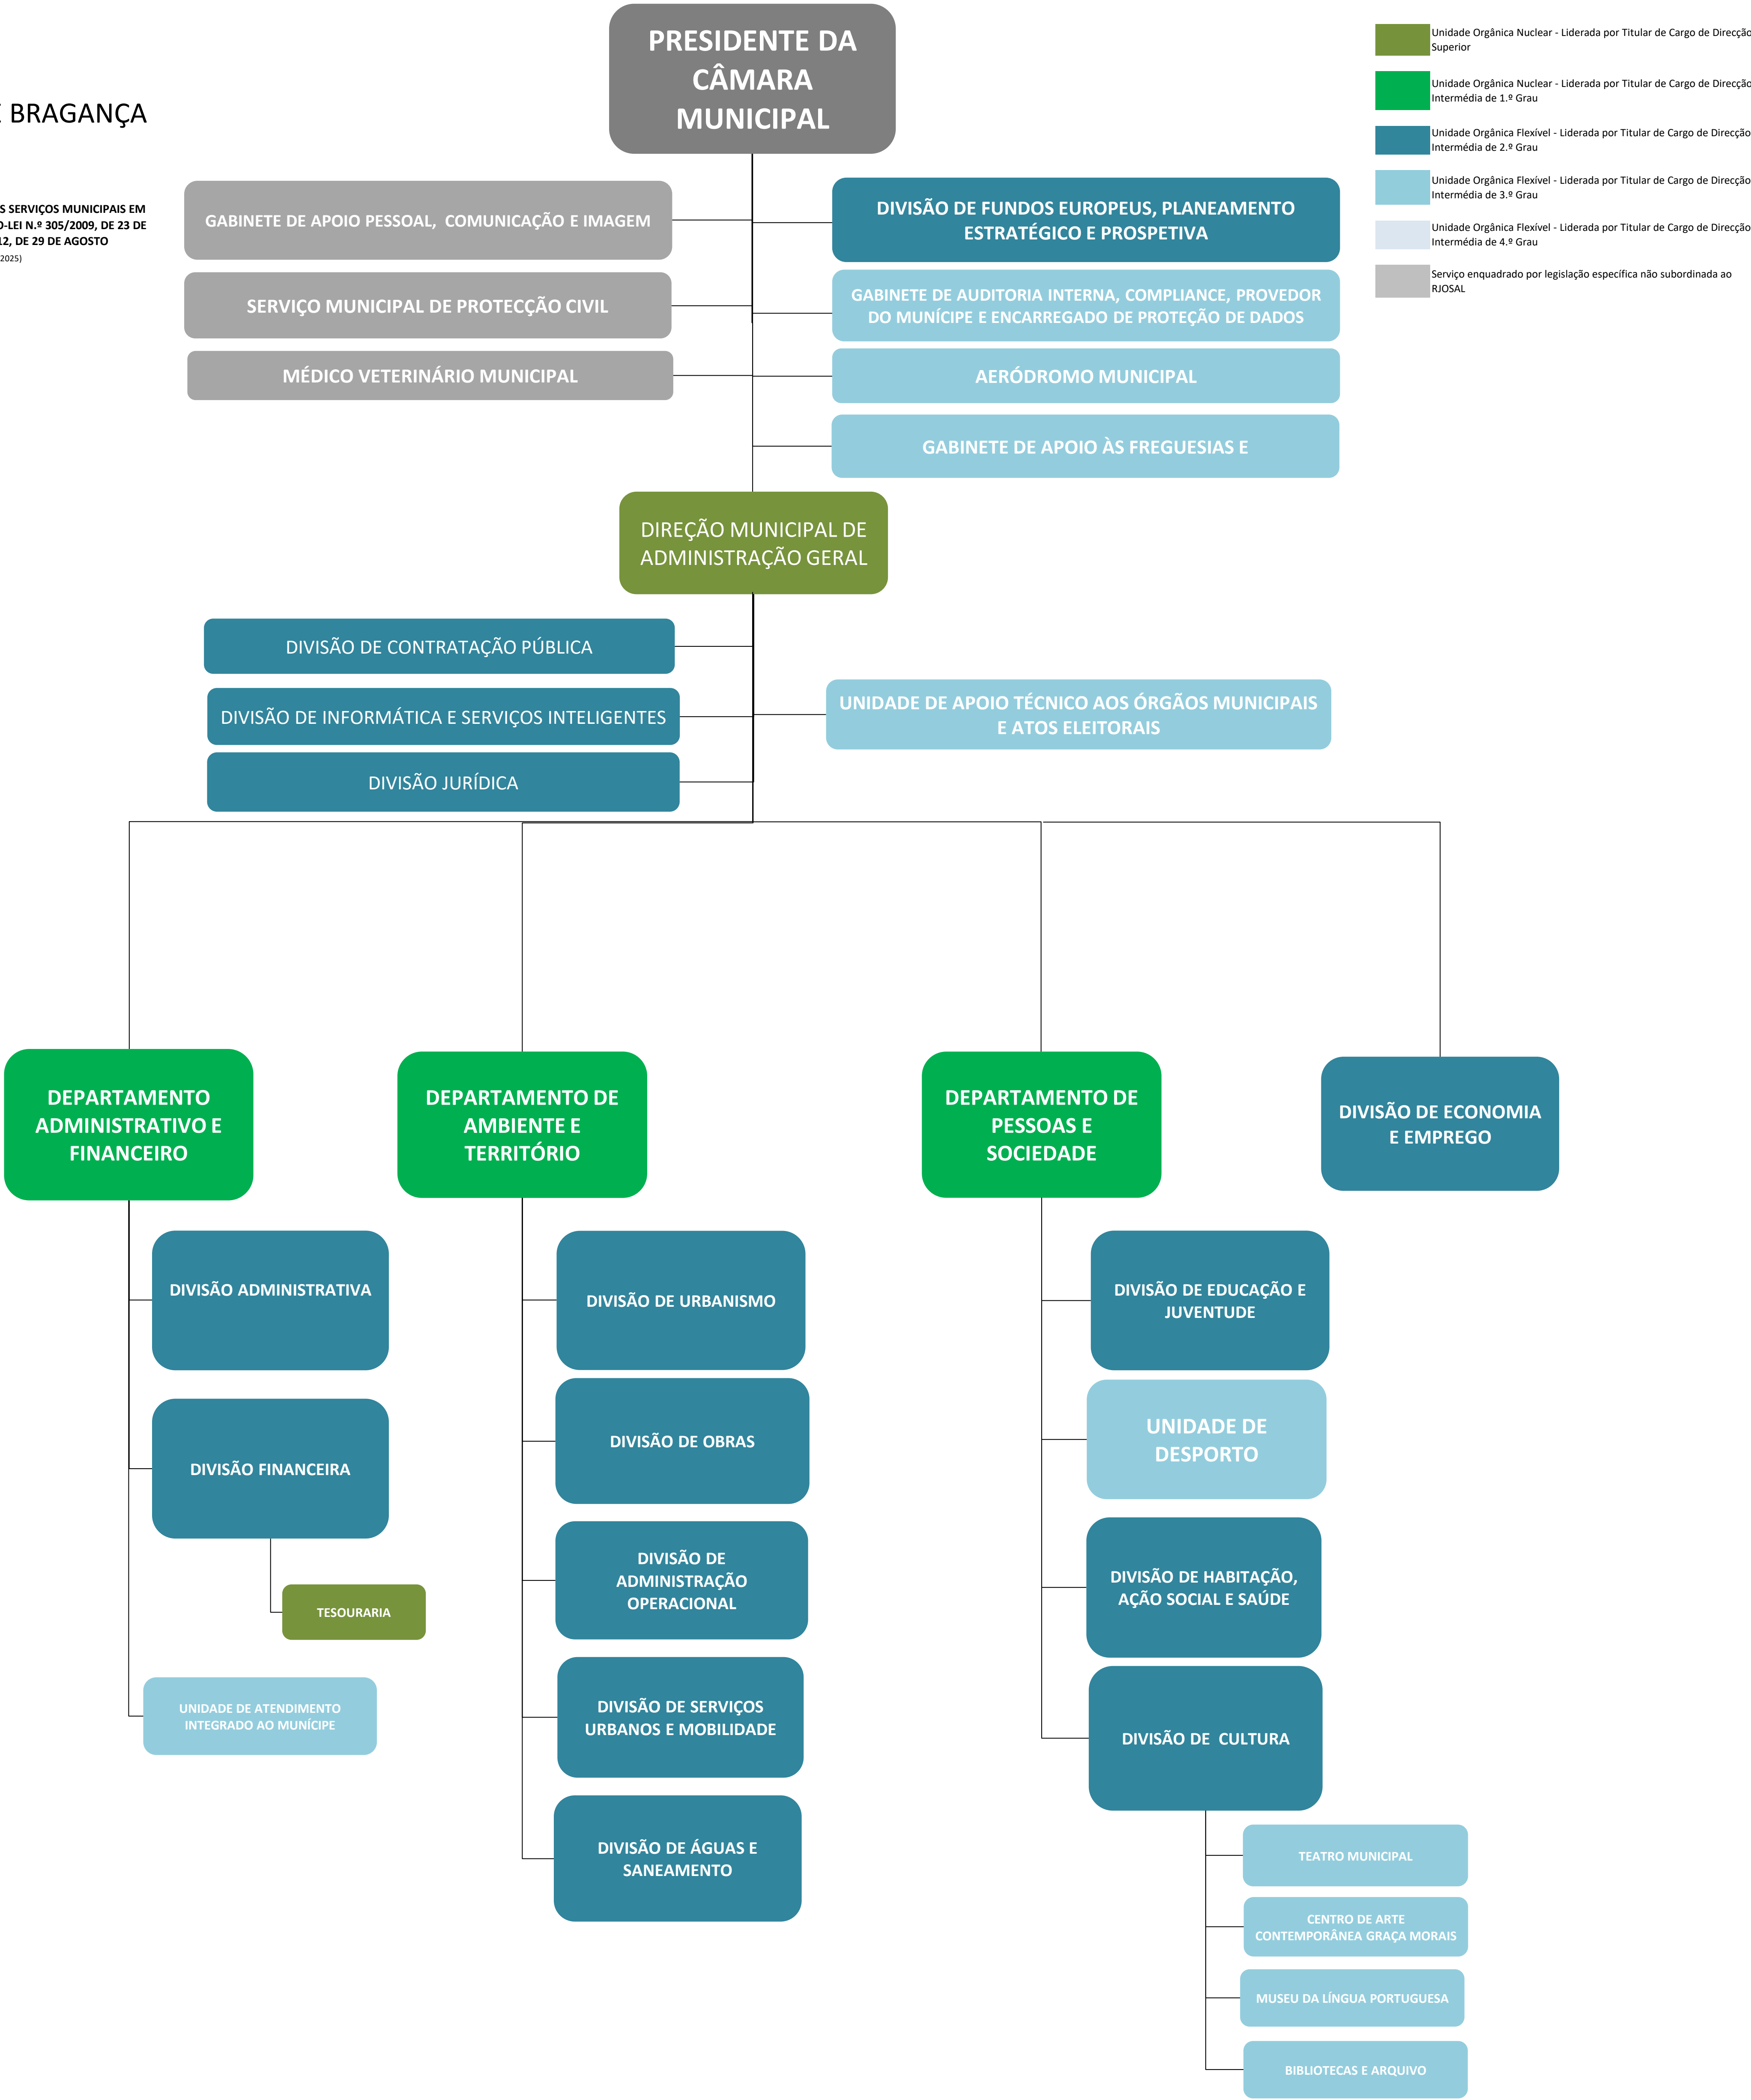 PRESIDENTE DA
CÂMARA
MUNICIPAL
Unidade Orgânica Nuclear - Liderada por Titular de Cargo de Direcção
Superior
Unidade Orgânica Nuclear - Liderada por Titular de Cargo de Direcção
Intermédia de 1.º Grau
Unidade Orgânica Flexível - Liderada por Titular de Cargo de Direcção
Intermédia de 2.º Grau
Unidade Orgânica Flexível - Liderada por Titular de Cargo de Direcção
Intermédia de 3.º Grau
Unidade Orgânica Flexível - Liderada por Titular de Cargo de Direcção
Intermédia de 4.º Grau
Serviço enquadrado por legislação específica não subordinada ao
RJOSAL
BRAGANÇA
S SERVIÇOS MUNICIPAIS EM
O-LEI N.º 305/2009, DE 23 DE
12, DE 29 DE AGOSTO
2025)
GABINETE DE APOIO PESSOAL, COMUNICAÇÃO E IMAGEM
SERVIÇO MUNICIPAL DE PROTECÇÃO CIVIL
MÉDICO VETERINÁRIO MUNICIPAL
DIVISÃO DE FUNDOS EUROPEUS, PLANEAMENTO
ESTRATÉGICO E PROSPETIVA
GABINETE DE AUDITORIA INTERNA, COMPLIANCE, PROVEDOR
DO MUNÍCIPE E ENCARREGADO DE PROTEÇÃO DE DADOS
AERÓDROMO MUNICIPAL
GABINETE DE APOIO ÀS FREGUESIAS E
DIREÇÃO MUNICIPAL DE
ADMINISTRAÇÃO GERAL
DIVISÃO DE CONTRATAÇÃO PÚBLICA
DIVISÃO DE INFORMÁTICA E SERVIÇOS INTELIGENTES
DIVISÃO JURÍDICA
UNIDADE DE APOIO TÉCNICO AOS ÓRGÃOS MUNICIPAIS
E ATOS ELEITORAIS
DEPARTAMENTO
ADMINISTRATIVO E
FINANCEIRO
DEPARTAMENTO DE
AMBIENTE E
TERRITÓRIO
DEPARTAMENTO DE
PESSOAS E
SOCIEDADE
DIVISÃO DE ECONOMIA
E EMPREGO
DIVISÃO ADMINISTRATIVA
DIVISÃO FINANCEIRA
TESOURARIA
UNIDADE DE ATENDIMENTO
INTEGRADO AO MUNÍCIPE
DIVISÃO DE URBANISMO
DIVISÃO DE OBRAS
DIVISÃO DE
ADMINISTRAÇÃO
OPERACIONAL
DIVISÃO DE SERVIÇOS
URBANOS E MOBILIDADE
DIVISÃO DE ÁGUAS E
SANEAMENTO
DIVISÃO DE EDUCAÇÃO E
JUVENTUDE
UNIDADE DE
DESPORTO
DIVISÃO DE HABITAÇÃO,
AÇÃO SOCIAL E SAÚDE
DIVISÃO DE CULTURA
TEATRO MUNICIPAL
CENTRO DE ARTE
CONTEMPORÂNEA GRAÇA MORAIS
MUSEU DA LÍNGUA PORTUGUESA
BIBLIOTECAS E ARQUIVO